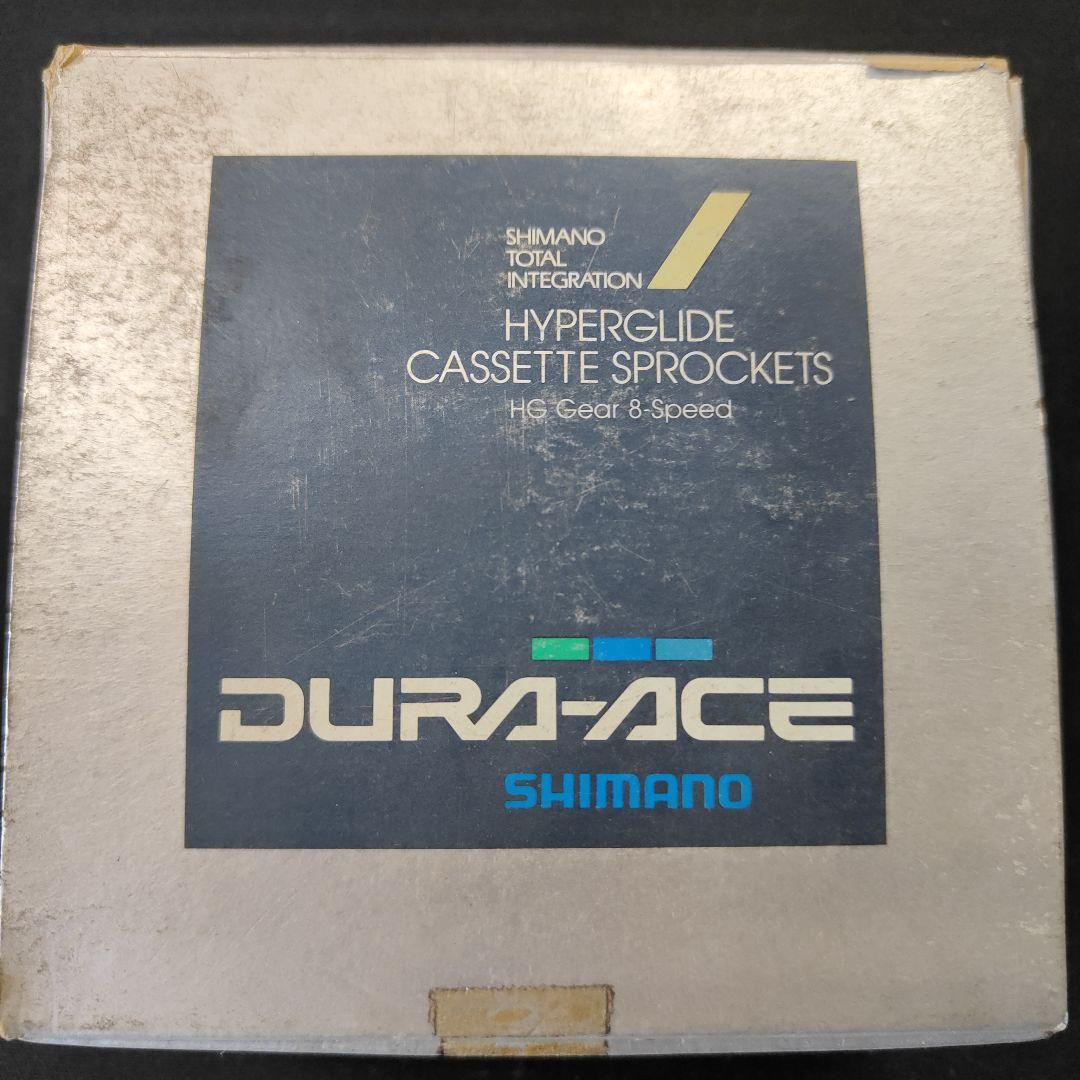 SHIMANO
TOTAL
INTEGRATION
HYPERGLIDE
CASSETTE SPROCKETS
HG Gear 8-Speed
DURA-ACE
SHIMANO